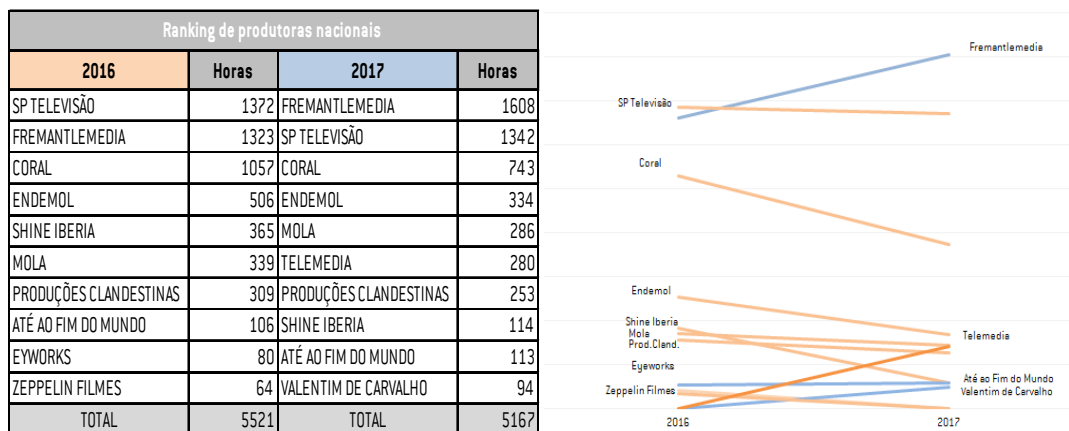 Ranking de produtoras nacionais
2016 Horas 2017 Horas
SP TELEVISÃO 1372 FREMANTLEMEDIA 1608
FREMANTLEMEDIA 1323 SP TELEVISÃO 1342
CORAL 1057 CORAL 743
ENDEMOL 506 ENDEMOL 334
SHINE IBERIA 365 MOLA 286
MOLA 339 TELEMEDIA 280
PRODUÇÕES CLANDESTINAS 309 PRODUÇÕES CLANDESTINAS 253
ATÉ AO FIM DO MUNDO 106 SHINE IBERIA 114
EYWORKS 80 ATÉ AO FIM DO MUNDO 113
ZEPPELIN FILMES 64 VALENTIM DE CARVALHO 94
TOTAL 5521 TOTAL 5167
Fremantlemedia
SP Televisão
Coral
Endemol
Shine Iberia
Mola
Prod.Cland.
Telemedia
Eyeworks
Zeppelin Filmes
Até ao Fim do Mundo
Valentim de Carvalho
2016 2017